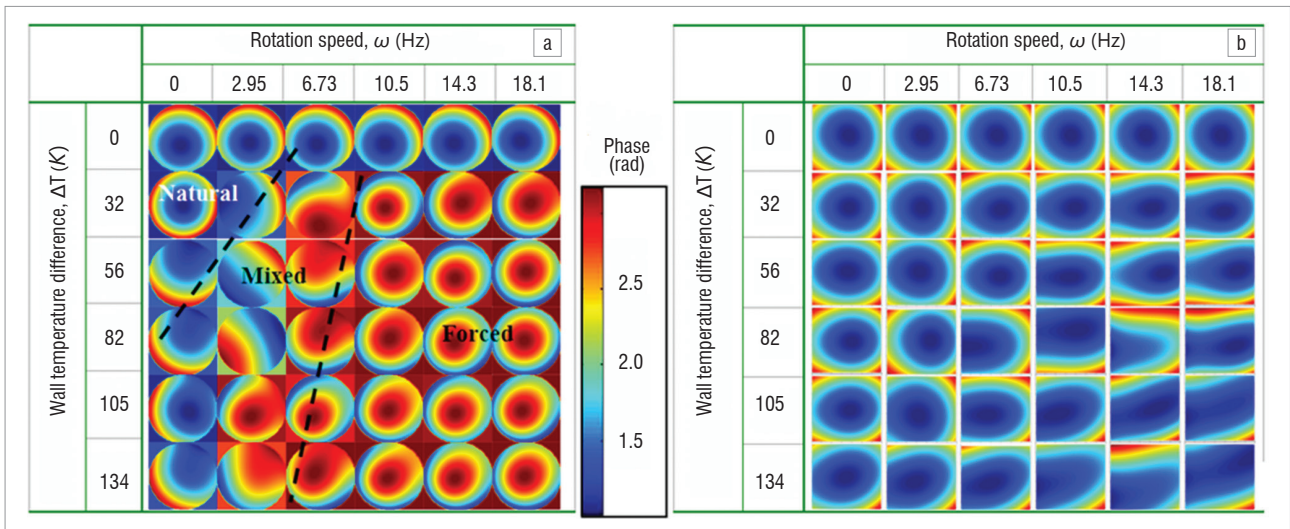 Rotation speed, ω (Hz)
a
0 2.95 6.73 10.5 14.3 18.1
Wall temperature difference, ΔT (K)
0
32
56
82
105
134
Natural
Mixed
Forced
Phase
(rad)
2.5
2.0
1.5
Rotation speed, ω (Hz)
b
0 2.95 6.73 10.5 14.3 18.1
Wall temperature difference, ΔT (K)
0
32
56
82
105
134